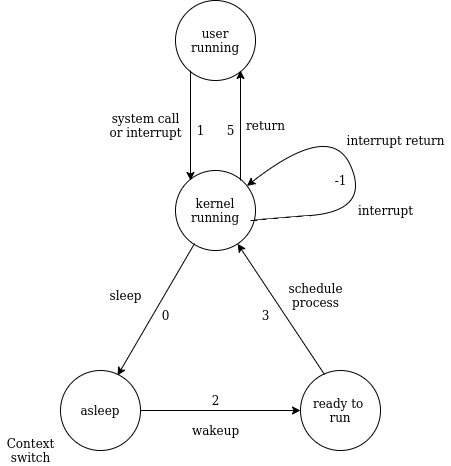 user
running
system call
or interrupt
1
5
return
interrupt return
-1
interrupt
kernel
running
sleep
0
schedule
process
3
asleep
2
wakeup
ready to
run
Context
switch